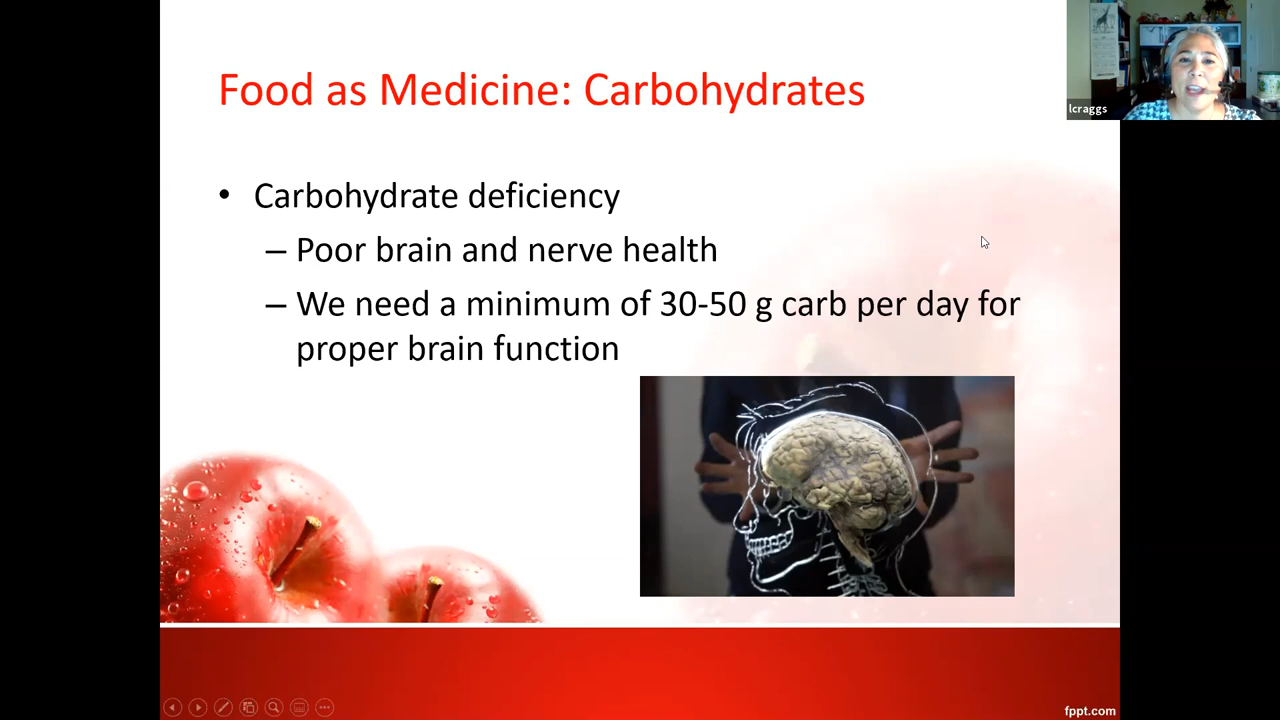 Food as Medicine: Carbohydrates
lcraggs
• Carbohydrate deficiency
– Poor brain and nerve health
– We need a minimum of 30-50 g carb per day for
proper brain function
fppt.com